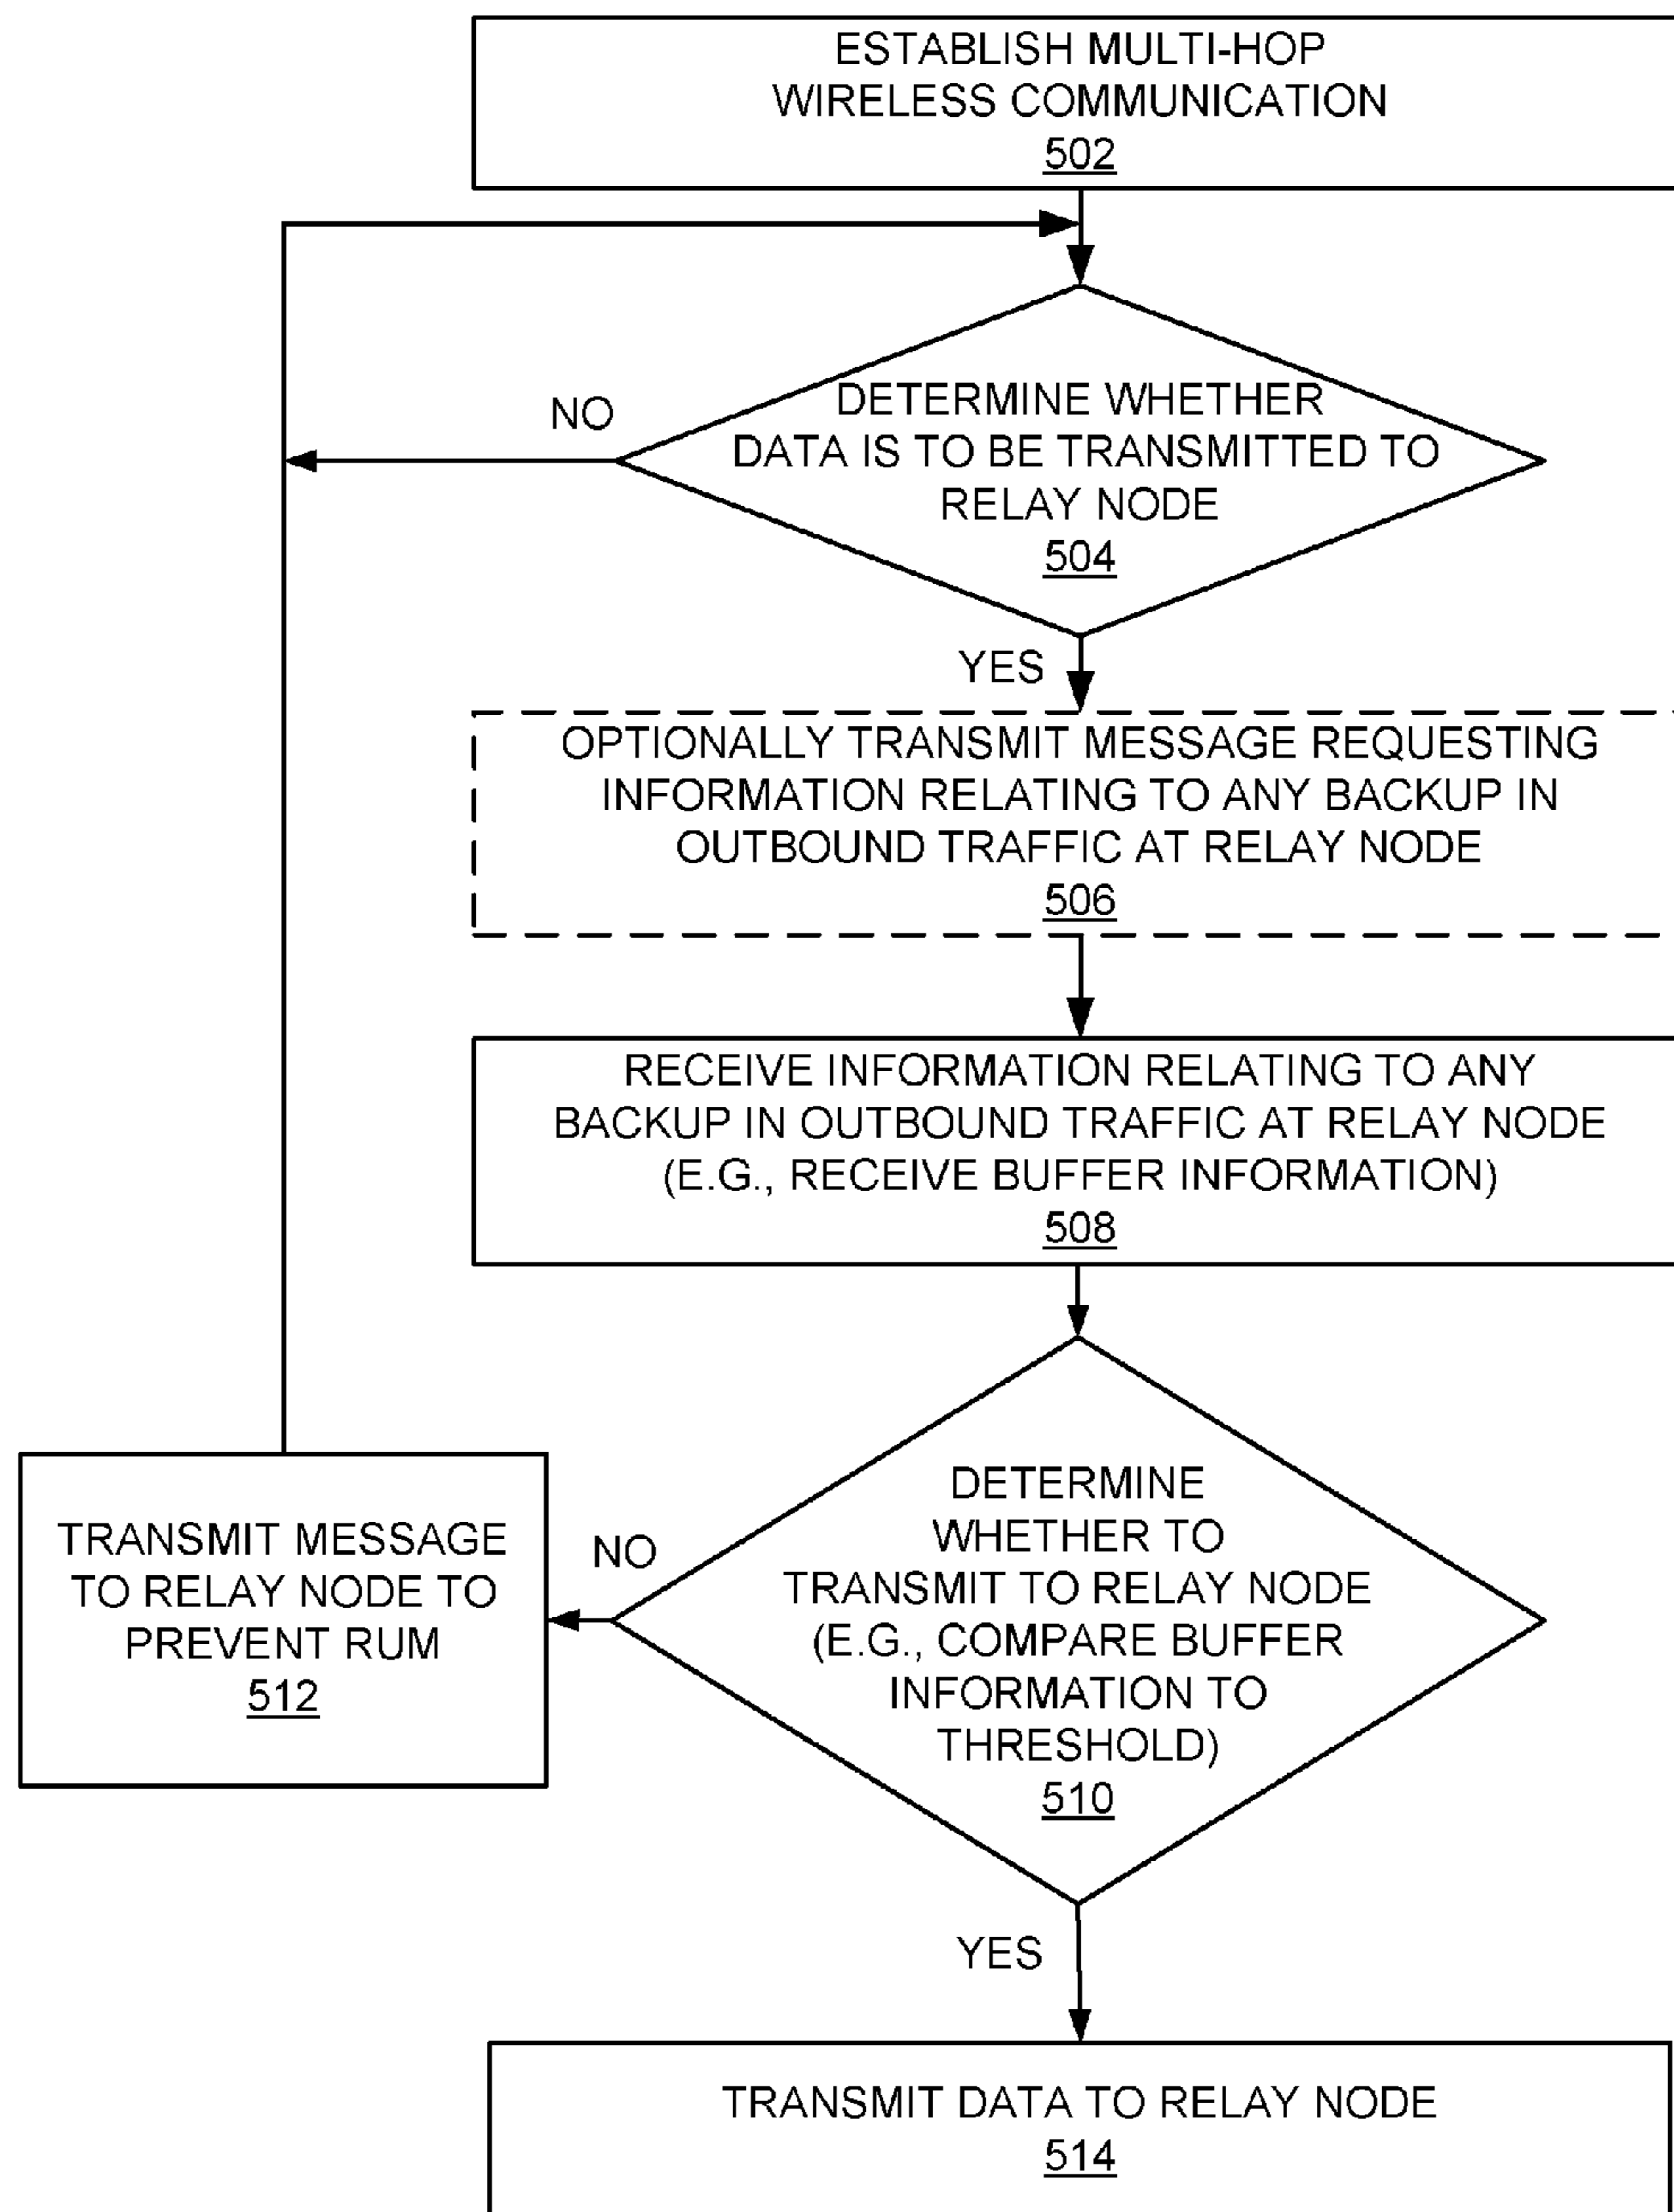 ESTABLISH MULTI-HOP
WIRELESS COMMUNICATION
502
DETERMINE WHETHER
DATA IS TO BE TRANSMITTED TO
RELAY NODE
504
NO
YES
OPTIONALLY TRANSMIT MESSAGE REQUESTING
INFORMATION RELATING TO ANY BACKUP IN
OUTBOUND TRAFFIC AT RELAY NODE
506
RECEIVE INFORMATION RELATING TO ANY
BACKUP IN OUTBOUND TRAFFIC AT RELAY NODE
(E.G., RECEIVE BUFFER INFORMATION)
508
DETERMINE
WHETHER TO
TRANSMIT TO RELAY NODE
(E.G., COMPARE BUFFER
INFORMATION TO
THRESHOLD)
510
NO
TRANSMIT MESSAGE
TO RELAY NODE TO
PREVENT RUM
512
YES
TRANSMIT DATA TO RELAY NODE
514